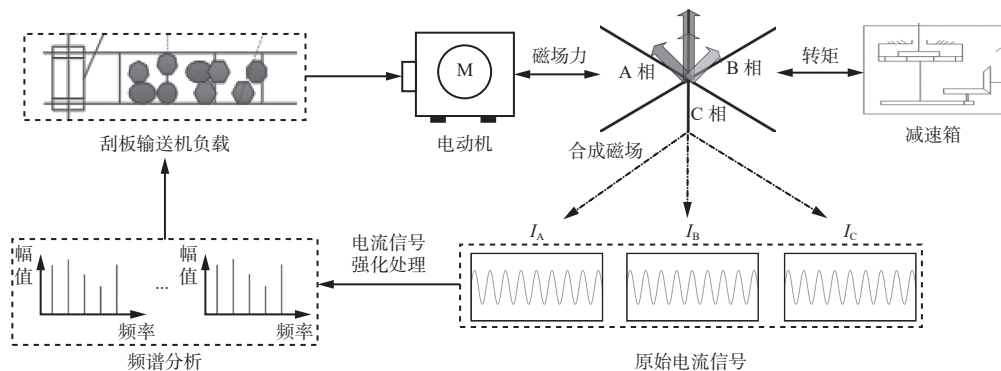 M
磁场力
A 相
B 相
C 相
转矩
刮板输送机负载
电动机
合成磁场
减速箱
I_A
I_B
I_C
电流信号
强化处理
幅
值
频率
...
幅
值
频率
频谱分析
原始电流信号